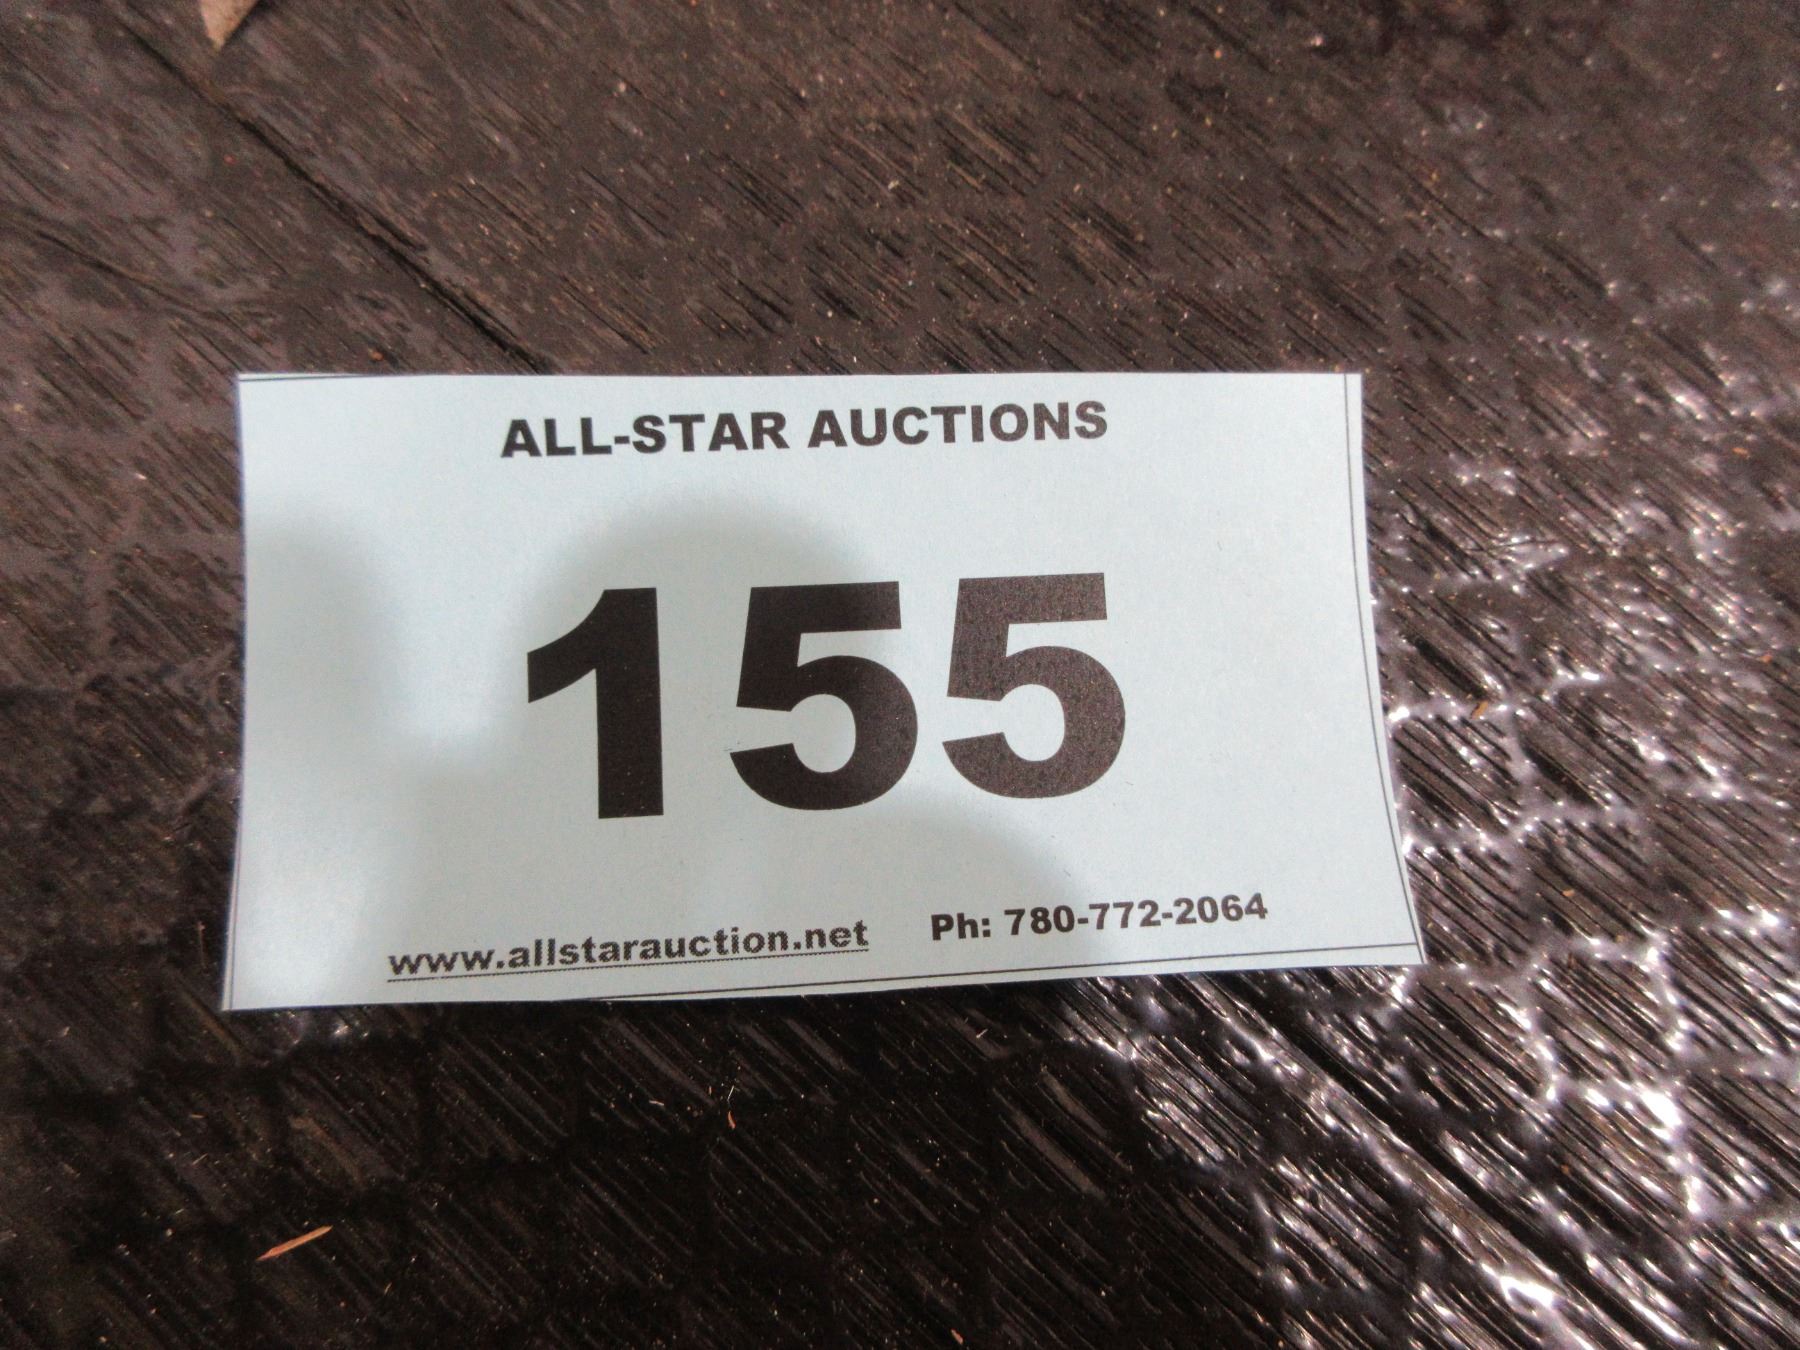 ALL-STAR AUCTIONS
155
www.allstarauction.net Ph: 780-772-2064